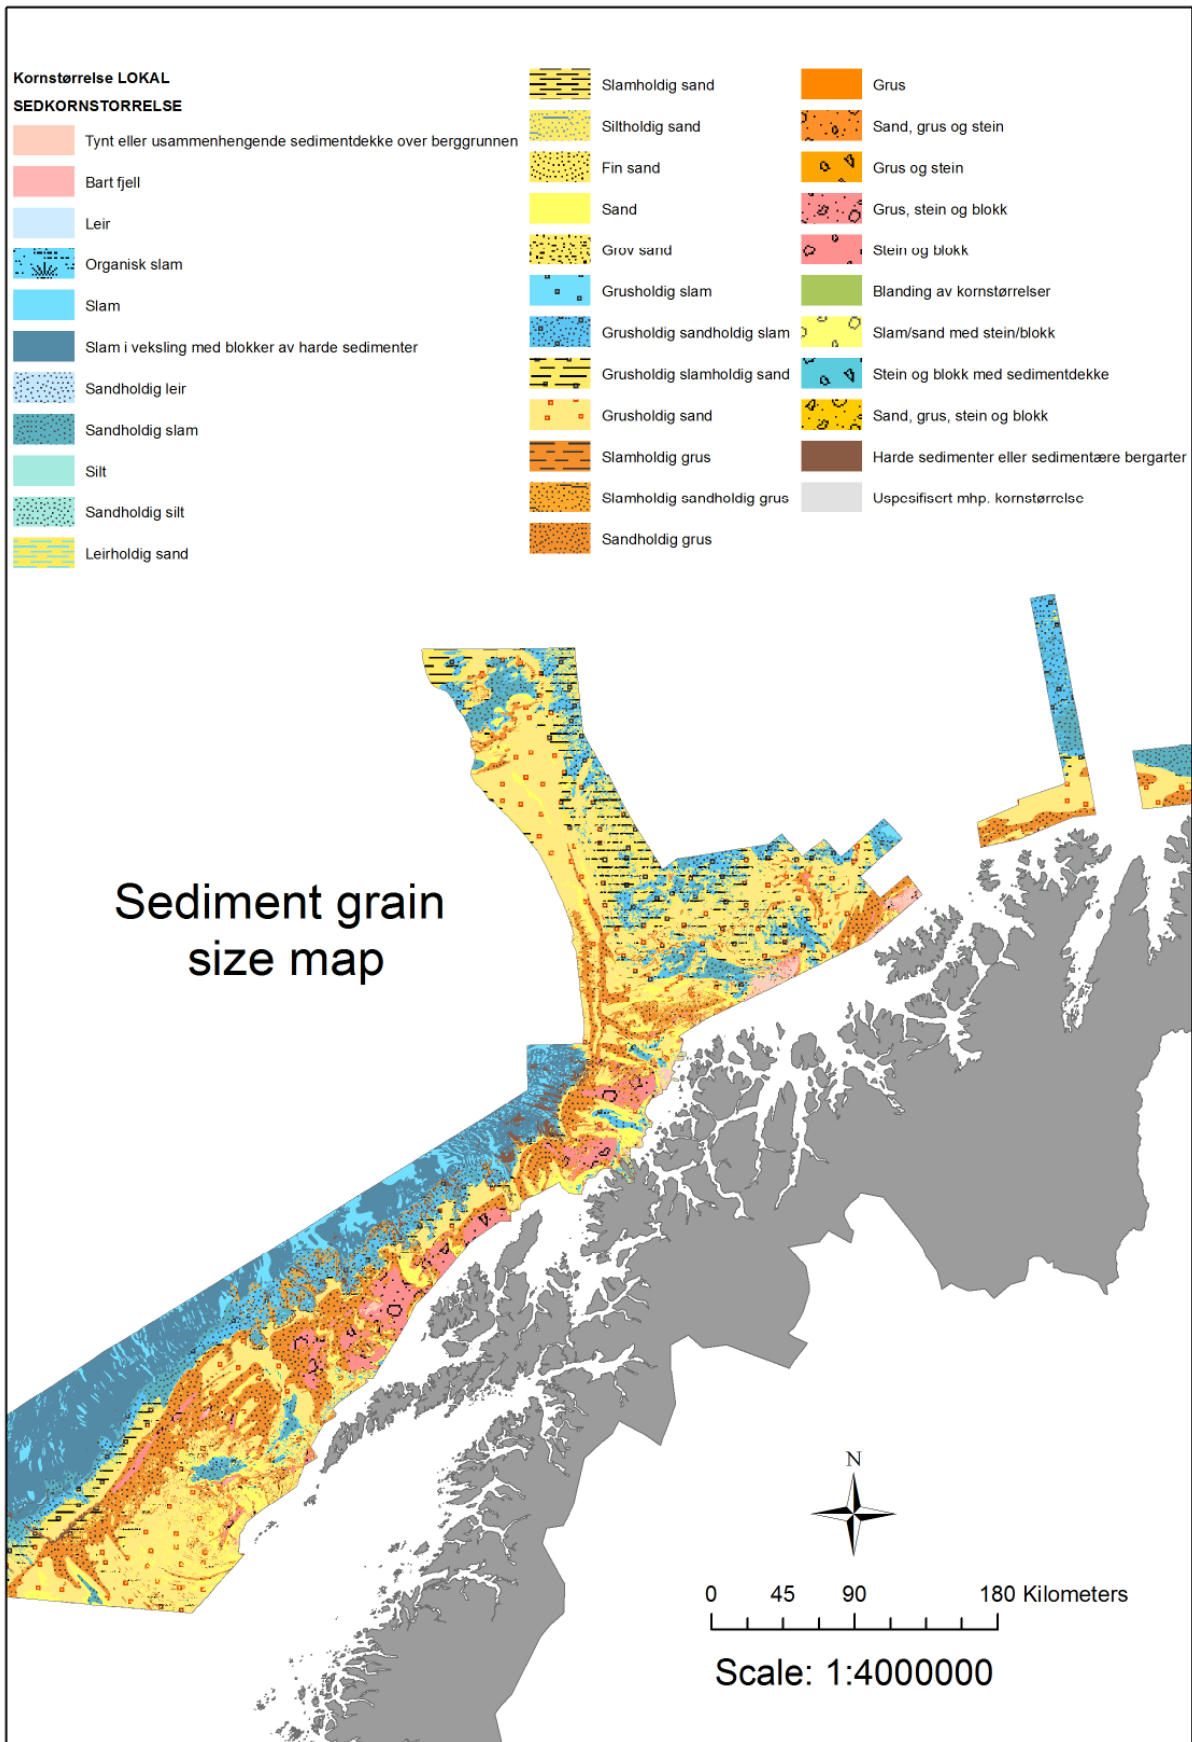 Kornstørrelse LOKAL
SEDKORNSTORRELSE
Tynt eller usammenhengende sedimentdekke over berggrunnen
Bart fjell
Leir
Organisk slam
Slam
Slam i veksling med blokker av harde sedimenter
Sandholdig leir
Sandholdig slam
Silt
Sandholdig silt
Leirholdig sand
Slamholdig sand
Siltholdig sand
Fin sand
Sand
Grov sand
Grusholdig slam
Grusholdig sandholdig slam
Grusholdig slamholdig sand
Grusholdig sand
Slamholdig grus
Slamholdig sandholdig grus
Sandholdig grus
Grus
Sand, grus og stein
Grus og stein
Grus, stein og blokk
Stein og blokk
Blanding av kornstørrelser
Slam/sand med stein/blokk
Stein og blokk med sedimentdekke
Sand, grus, stein og blokk
Harde sedimenter eller sedimentære bergarter
Uspesifisert mhp. kornstørrelse
Sediment grain
size map
N
0 45 90 180 Kilometers
Scale: 1:4000000